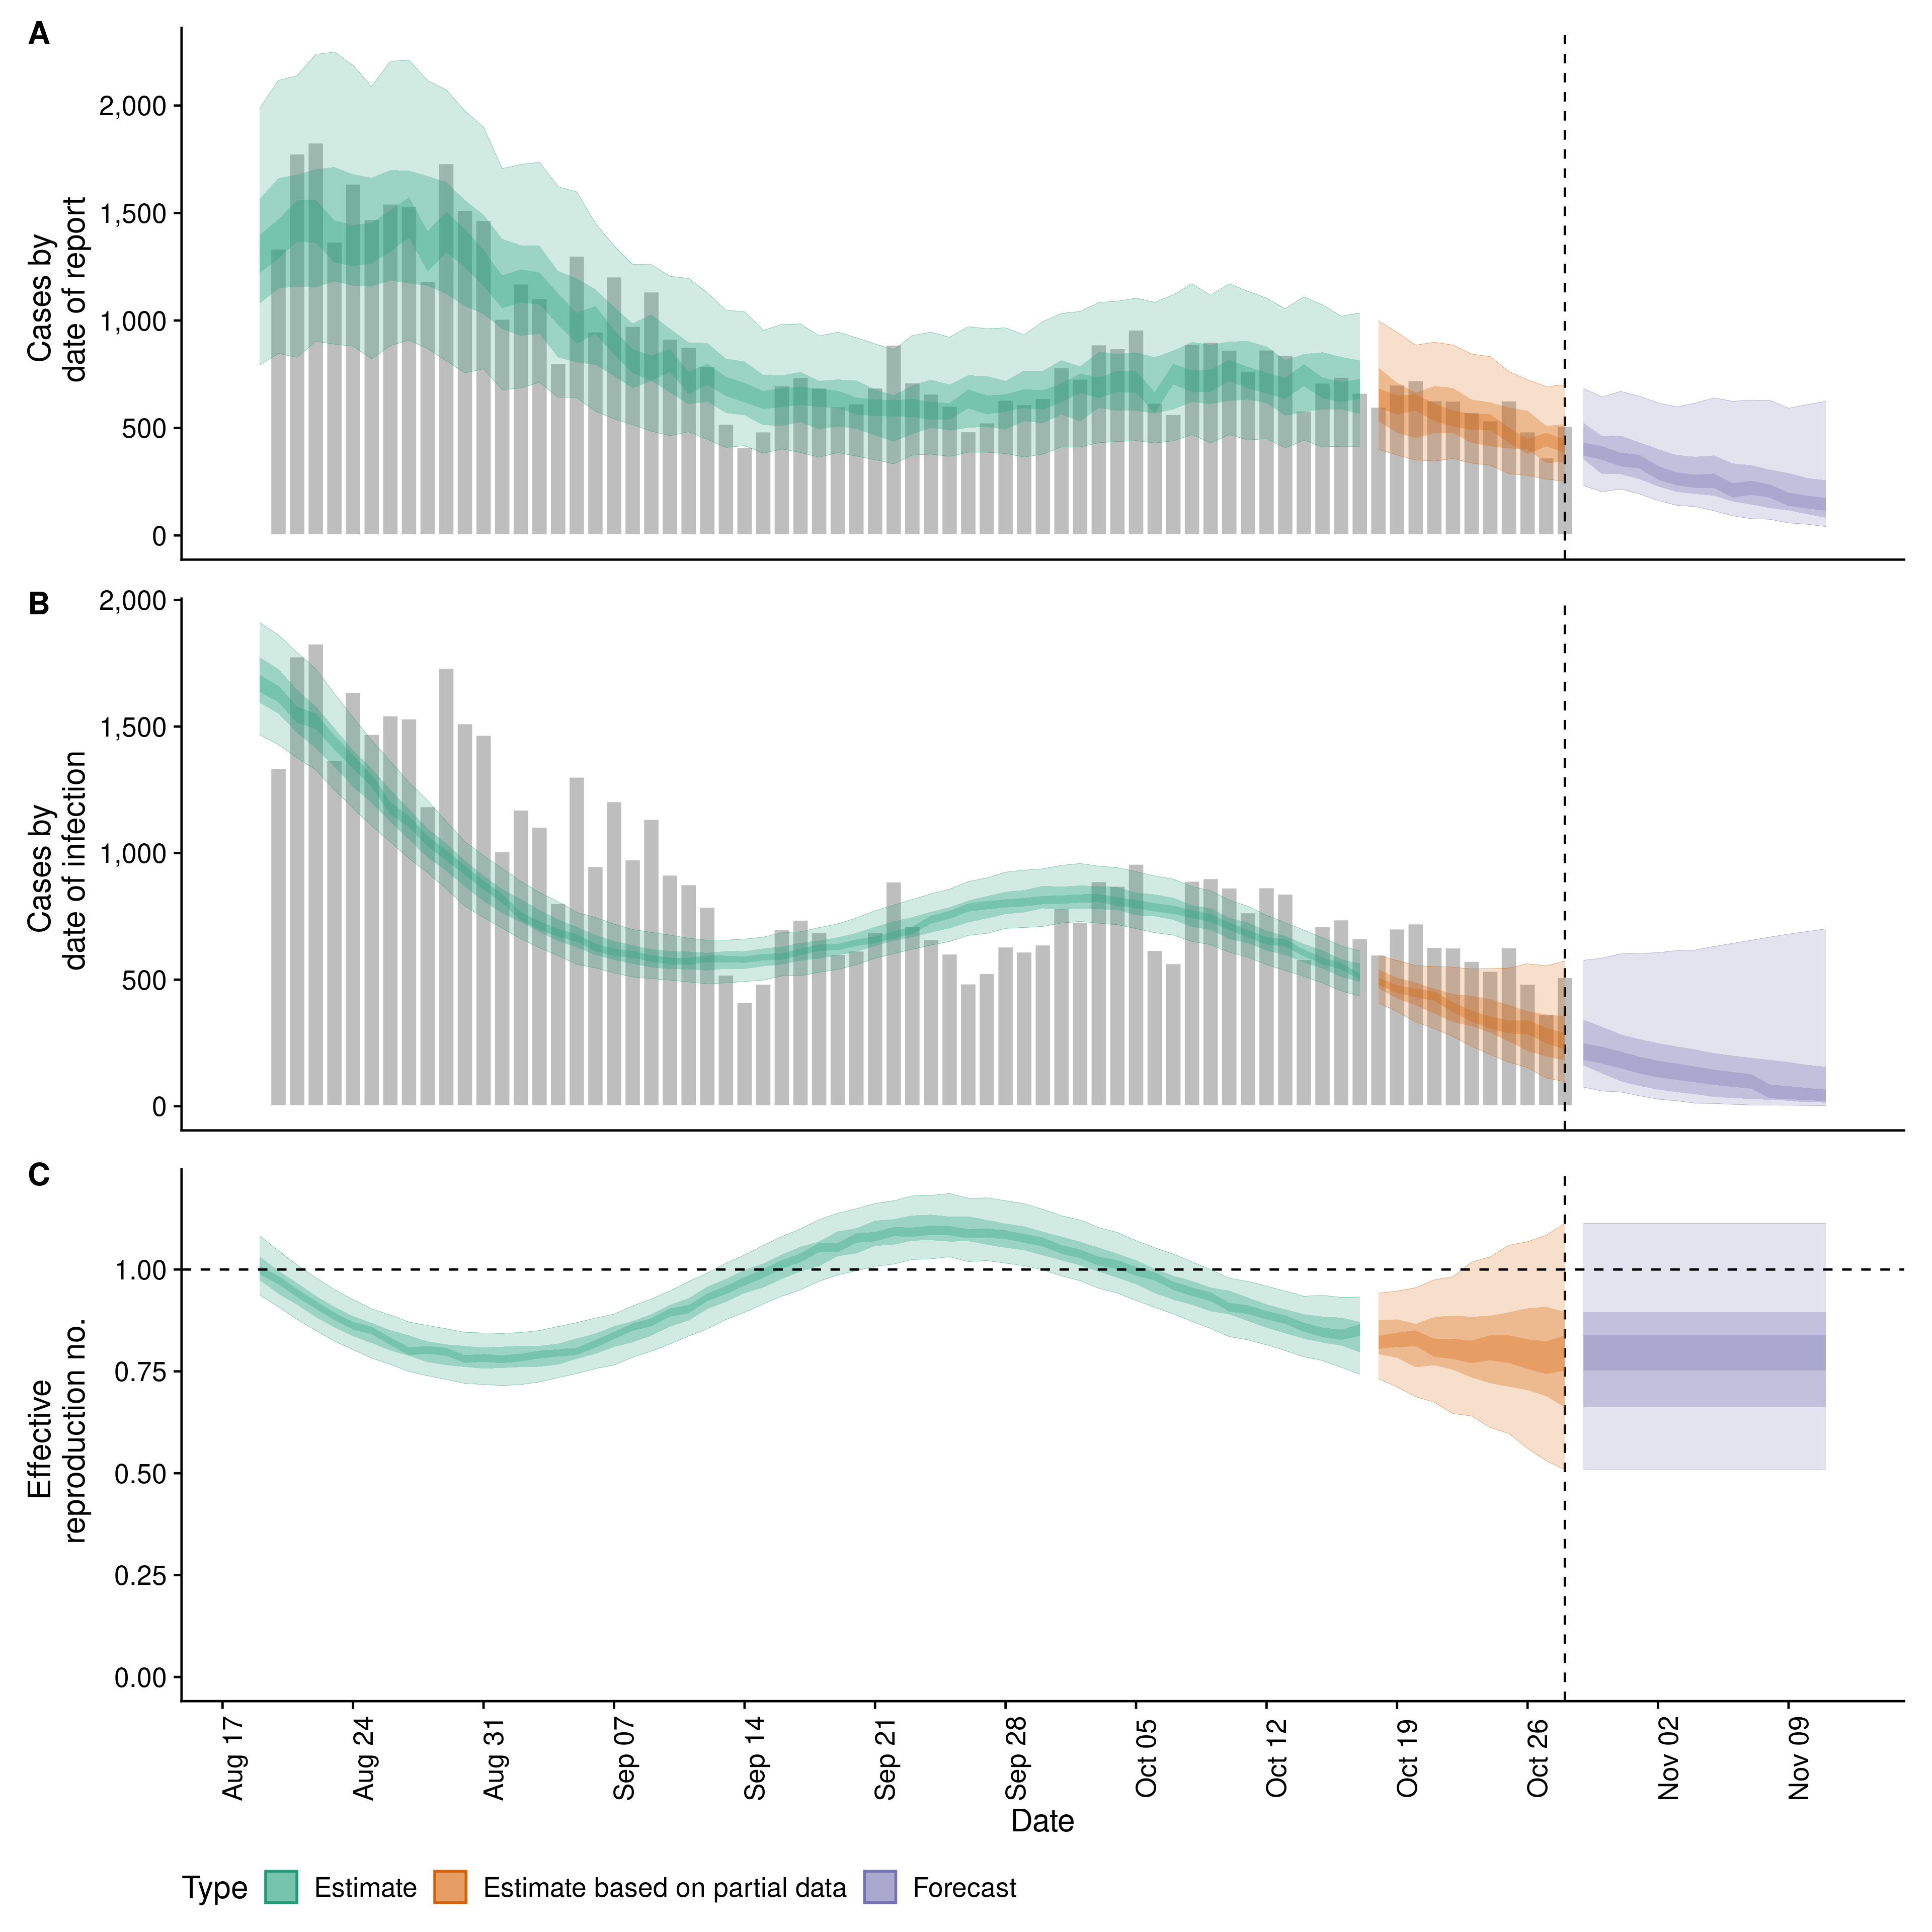 A
Cases by
date of report
2,000
1,500
1,000
500
0
B
Cases by
date of infection
2,000
1,500
1,000
500
0
C
Effective
reproduction no.
1.00
0.75
0.50
0.25
0.00
Aug 17
Aug 24
Aug 31
Sep 07
Sep 14
Sep 21
Sep 28
Oct 05
Oct 12
Oct 19
Oct 26
Nov 02
Nov 09
Date
Type Estimate Estimate based on partial data Forecast